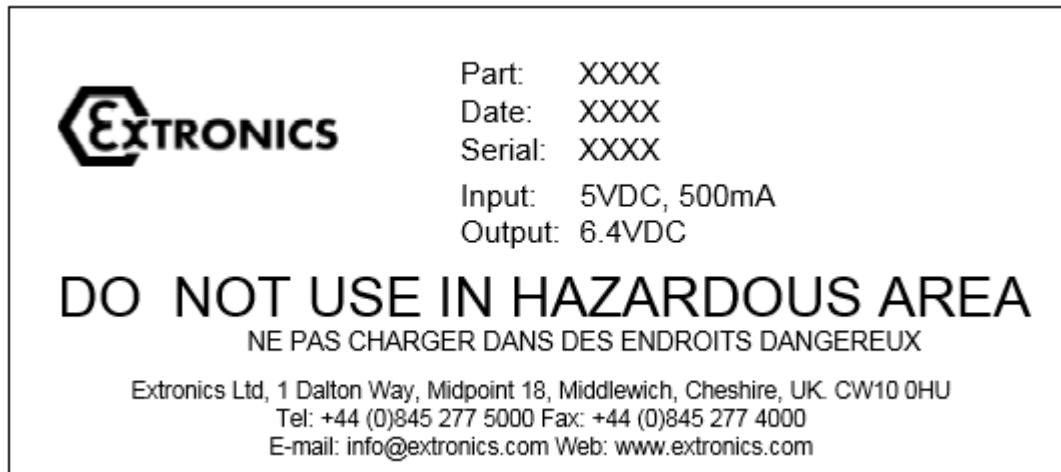 EXTRONICS
Part: XXXX
Date: XXXX
Serial: XXXX
Input: 5VDC, 500mA
Output: 6.4VDC
DO NOT USE IN HAZARDOUS AREA
NE PAS CHARGER DANS DES ENDROITS DANGEREUX
Extronics Ltd, 1 Dalton Way, Midpoint 18, Middlewich, Cheshire, UK. CW10 0HU
Tel: +44 (0)845 277 5000 Fax: +44 (0)845 277 4000
E-mail: info@extronics.com Web: www.extronics.com